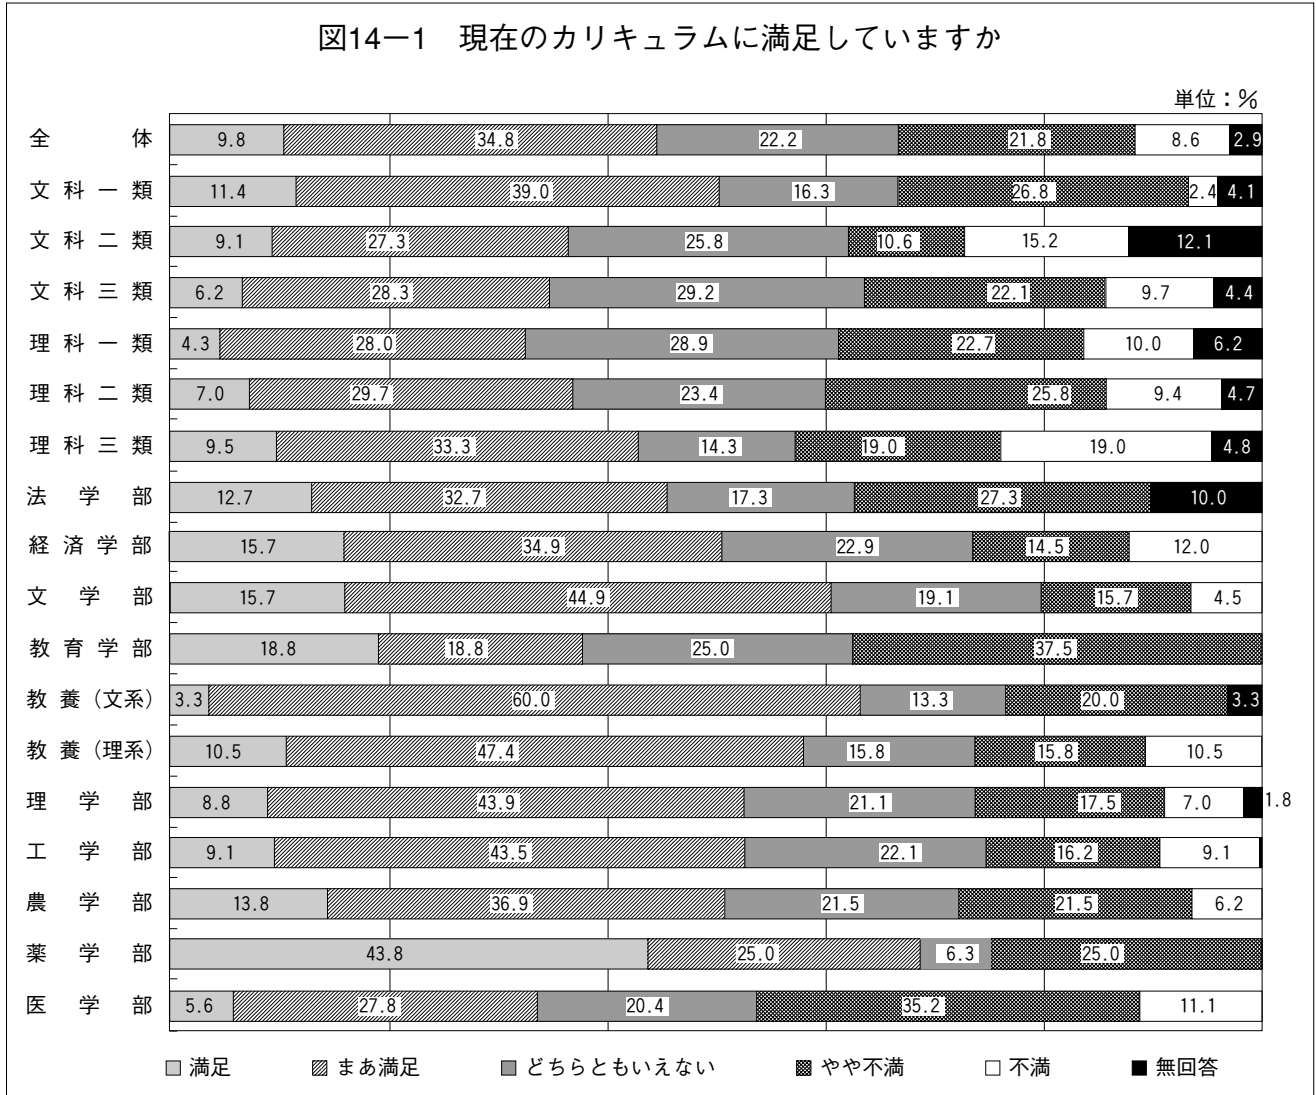 図14ー1　現在のカリキュラムに満足していますか
単位：％
全体 9.8 34.8 22.2 21.8 8.6 2.9
文科一類 11.4 39.0 16.3 26.8 2.4 4.1
文科二類 9.1 27.3 25.8 10.6 15.2 12.1
文科三類 6.2 28.3 29.2 22.1 9.7 4.4
理科一類 4.3 28.0 28.9 22.7 10.0 6.2
理科二類 7.0 29.7 23.4 25.8 9.4 4.7
理科三類 9.5 33.3 14.3 19.0 19.0 4.8
法学部 12.7 32.7 17.3 27.3 10.0
経済学部 15.7 34.9 22.9 14.5 12.0
文学部 15.7 44.9 19.1 15.7 4.5
教育学部 18.8 18.8 25.0 37.5
教養（文系） 3.3 60.0 13.3 20.0 3.3
教養（理系） 10.5 47.4 15.8 15.8 10.5
理学部 8.8 43.9 21.1 17.5 7.0 1.8
工学部 9.1 43.5 22.1 16.2 9.1
農学部 13.8 36.9 21.5 21.5 6.2
薬学部 43.8 25.0 6.3 25.0
医学部 5.6 27.8 20.4 35.2 11.1
満足 まあ満足 どちらともいえない やや不満 不満 無回答